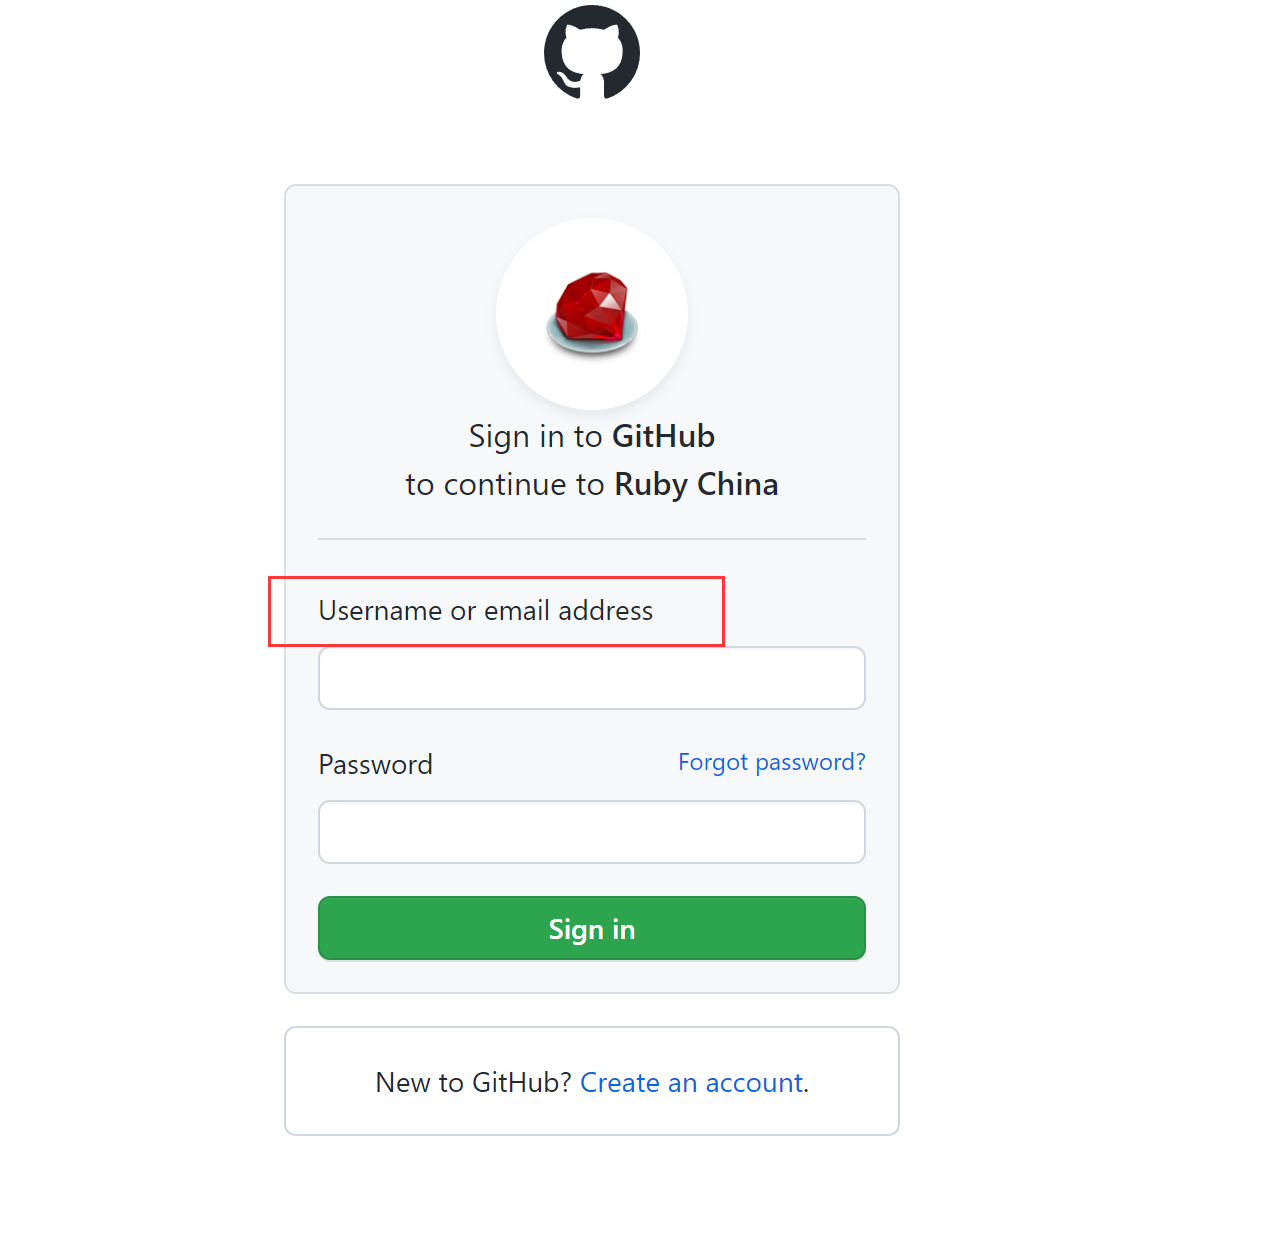 Sign in to GitHub
to continue to Ruby China
Username or email address
Password
Forgot password?
Sign in
New to GitHub? Create an account.